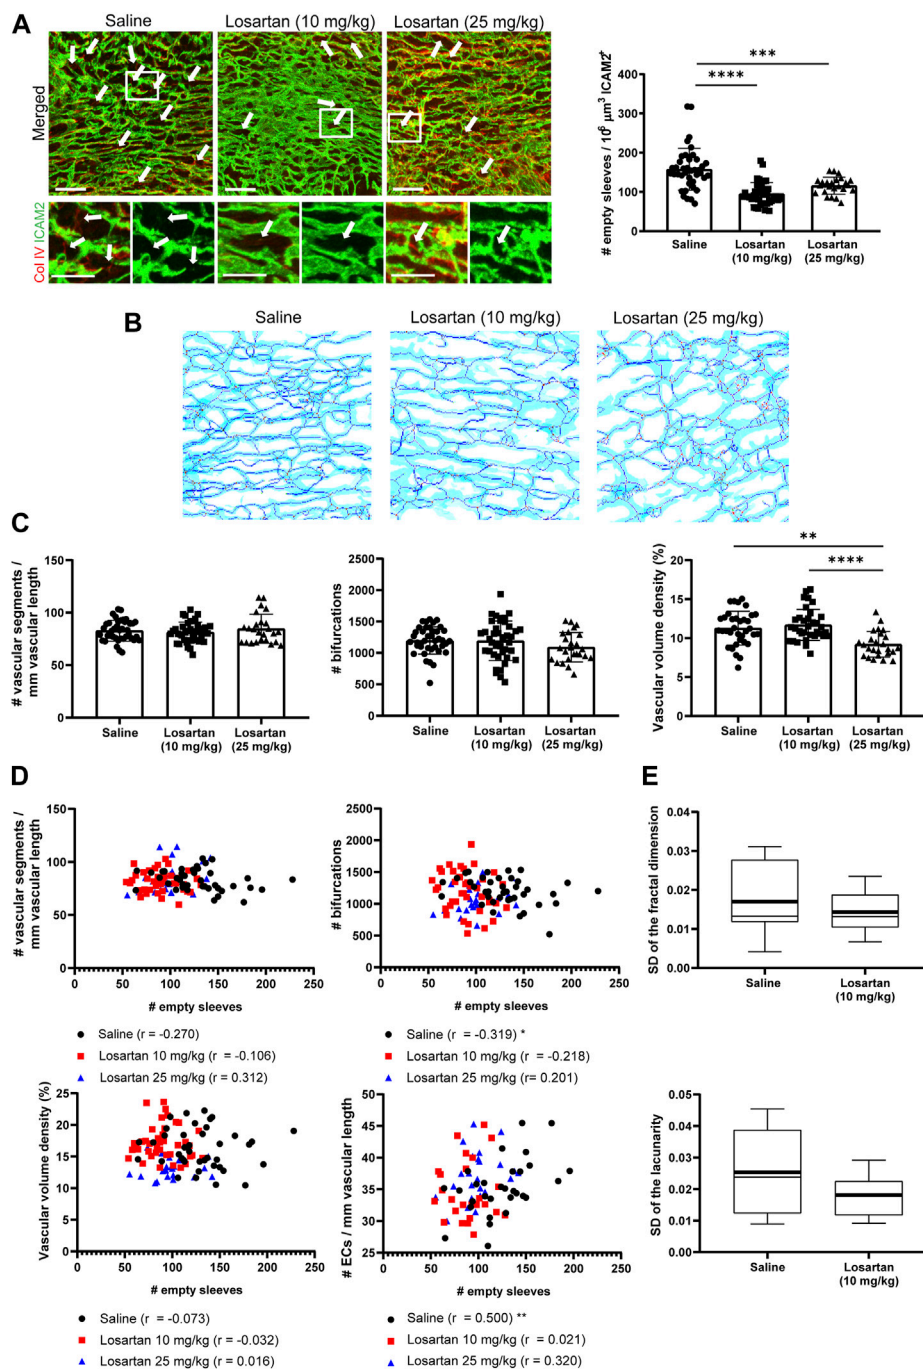 A
Saline
Losartan (10 mg/kg)
Losartan (25 mg/kg)
Merged
Col IV ICAM2
# empty sleeves / 10⁶ µm³ ICAM2⁺
400
300
200
100
0
***
****
Saline
Losartan
(10 mg/kg)
Losartan
(25 mg/kg)
B
Saline
Losartan (10 mg/kg)
Losartan (25 mg/kg)
C
# vascular segments /
mm vascular length
150
100
50
0
Saline
Losartan
(10 mg/kg)
Losartan
(25 mg/kg)
# bifurcations
2500
2000
1500
1000
500
0
Saline
Losartan
(10 mg/kg)
Losartan
(25 mg/kg)
Vascular volume density (%)
20
15
10
5
0
**
****
Saline
Losartan
(10 mg/kg)
Losartan
(25 mg/kg)
D
# vascular segments /
mm vascular length
150
100
50
0
0 50 100 150 200 250
# empty sleeves
Saline (r = -0.270)
Losartan 10 mg/kg (r = -0.106)
Losartan 25 mg/kg (r = 0.312)
# bifurcations
2500
2000
1500
1000
500
0
0 50 100 150 200 250
# empty sleeves
Saline (r = -0.319) *
Losartan 10 mg/kg (r = -0.218)
Losartan 25 mg/kg (r= 0.201)
Vascular volume density (%)
25
20
15
10
5
0
0 50 100 150 200 250
# empty sleeves
Saline (r = -0.073)
Losartan 10 mg/kg (r = -0.032)
Losartan 25 mg/kg (r = 0.016)
# ECs / mm vascular length
50
45
40
35
30
25
0 50 100 150 200 250
# empty sleeves
Saline (r = 0.500) **
Losartan 10 mg/kg (r = 0.021)
Losartan 25 mg/kg (r = 0.320)
E
SD of the fractal dimension
0.04
0.03
0.02
0.01
0.00
Saline
Losartan
(10 mg/kg)
SD of the lacunarity
0.05
0.04
0.03
0.02
0.01
0.00
Saline
Losartan
(10 mg/kg)